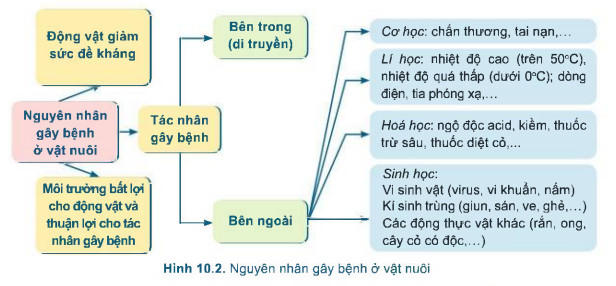 Động vật giảm
sức đề kháng
Nguyên nhân
gây bệnh
ở vật nuôi
Môi trường bất lợi
cho động vật và
thuận lợi cho tác
nhân gây bệnh
Tác nhân
gây bệnh
Bên trong
(di truyền)
Bên ngoài
Cơ học: chấn thương, tai nạn,...
Lí học: nhiệt độ cao (trên 50°C),
nhiệt độ quá thấp (dưới 0°C); dòng
điện, tia phóng xạ,...
Hoá học: ngộ độc acid, kiềm, thuốc
trừ sâu, thuốc diệt cỏ,...
Sinh học:
Vi sinh vật (virus, vi khuẩn, nấm)
Kí sinh trùng (giun, sán, ve, ghẻ,...)
Các động thực vật khác (rắn, ong,
cây cỏ có độc,...)
Hình 10.2. Nguyên nhân gây bệnh ở vật nuôi